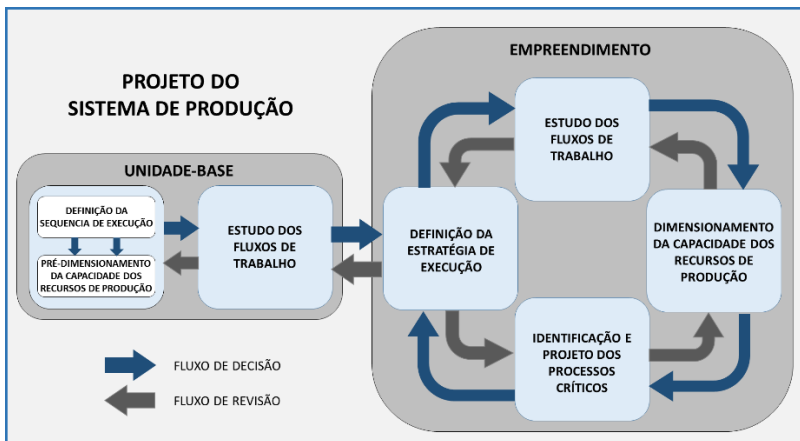 PROJETO DO
SISTEMA DE PRODUÇÃO
UNIDADE-BASE
DEFINIÇÃO DA
SEQUENCIA DE EXECUÇÃO
PRÉ-DIMENSIONAMENTO
DA CAPACIDADE DOS
RECURSOS DE PRODUÇÃO
ESTUDO DOS
FLUXOS DE
TRABALHO
EMPREENDIMENTO
ESTUDO DOS
FLUXOS DE
TRABALHO
DEFINIÇÃO DA
ESTRATÉGIA DE
EXECUÇÃO
DIMENSIONAMENTO
DA CAPACIDADE DOS
RECURSOS DE
PRODUÇÃO
IDENTIFICAÇÃO E
PROJETO DOS
PROCESSOS
CRÍTICOS
FLUXO DE DECISÃO
FLUXO DE REVISÃO